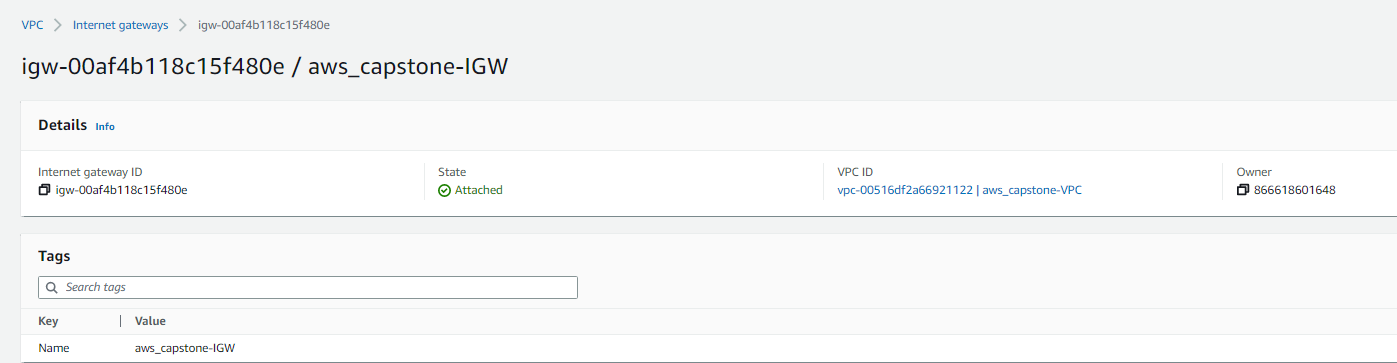 VPC > Internet gateways > igw-00af4b118c15f480e
igw-00af4b118c15f480e / aws_capstone-IGW
Details Info
Internet gateway ID State VPC ID Owner
igw-00af4b118c15f480e Attached vpc-00516df2a66921122 | aws_capstone-VPC 866618601648
Tags
Search tags
Key Value
Name aws_capstone-IGW